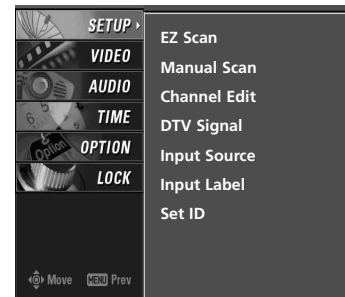 SETUP
VIDEO
AUDIO
TIME
OPTION
LOCK
Move MENU Prev
EZ Scan
Manual Scan
Channel Edit
DTV Signal
Input Source
Input Label
Set ID